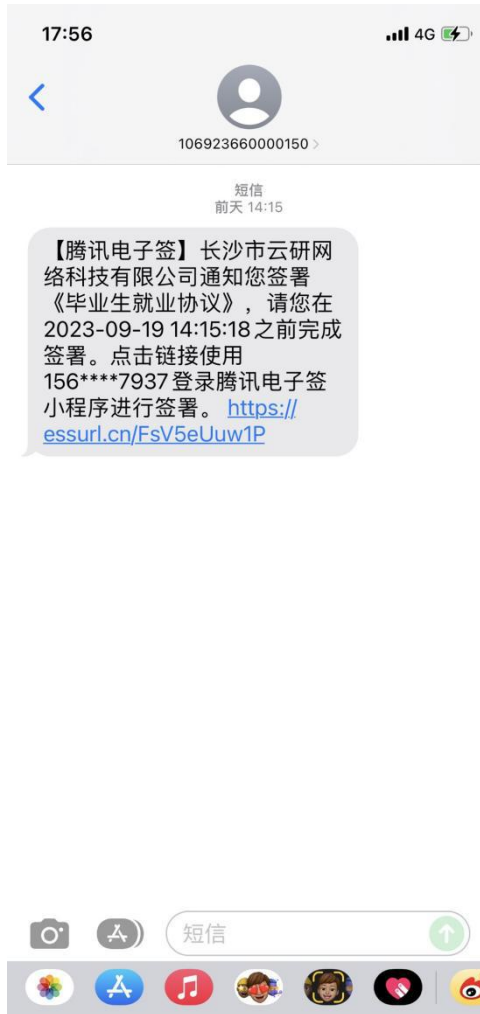 17:56
4G
106923660000150
短信
前天 14:15
【腾讯电子签】长沙市云研网
络科技有限公司通知您签署
《毕业生就业协议》，请您在
2023-09-19 14:15:18之前完成
签署。点击链接使用
156****7937登录腾讯电子签
小程序进行签署。 https://
essurl.cn/FsV5eUuw1P
短信